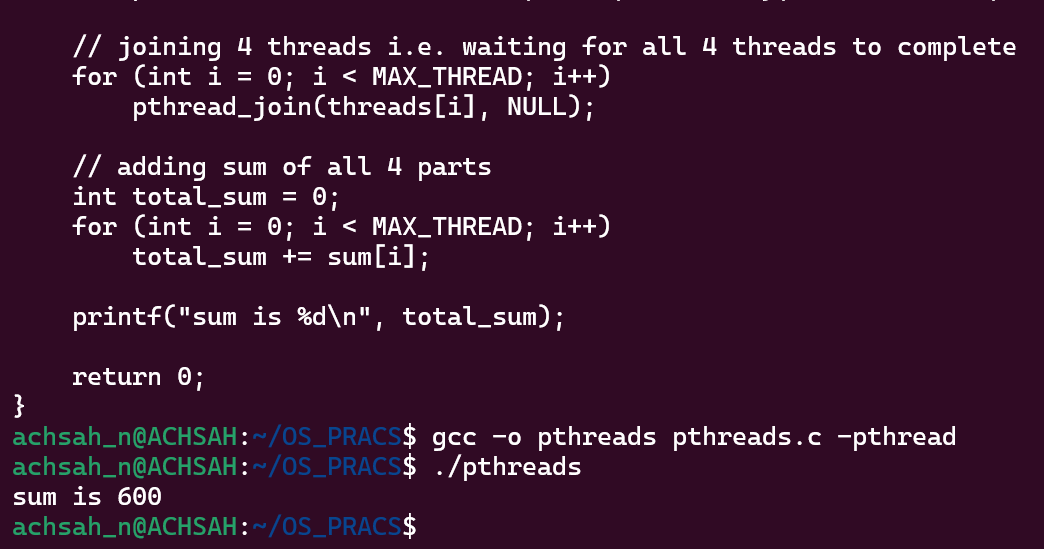 // joining 4 threads i.e. waiting for all 4 threads to complete
    for (int i = 0; i < MAX_THREAD; i++)
        pthread_join(threads[i], NULL);

    // adding sum of all 4 parts
    int total_sum = 0;
    for (int i = 0; i < MAX_THREAD; i++)
        total_sum += sum[i];

    printf("sum is %d\n", total_sum);

    return 0;
}
achsah_n@ACHSAH:~/OS_PRACS$ gcc -o pthreads pthreads.c -pthread
achsah_n@ACHSAH:~/OS_PRACS$ ./pthreads
sum is 600
achsah_n@ACHSAH:~/OS_PRACS$